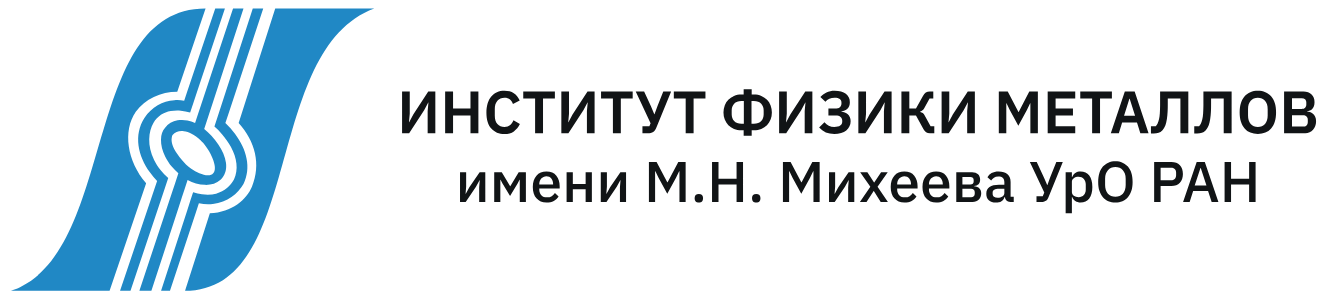 ИНСТИТУТ ФИЗИКИ МЕТАЛЛОВ
имени М.Н. Михеева УрО РАН